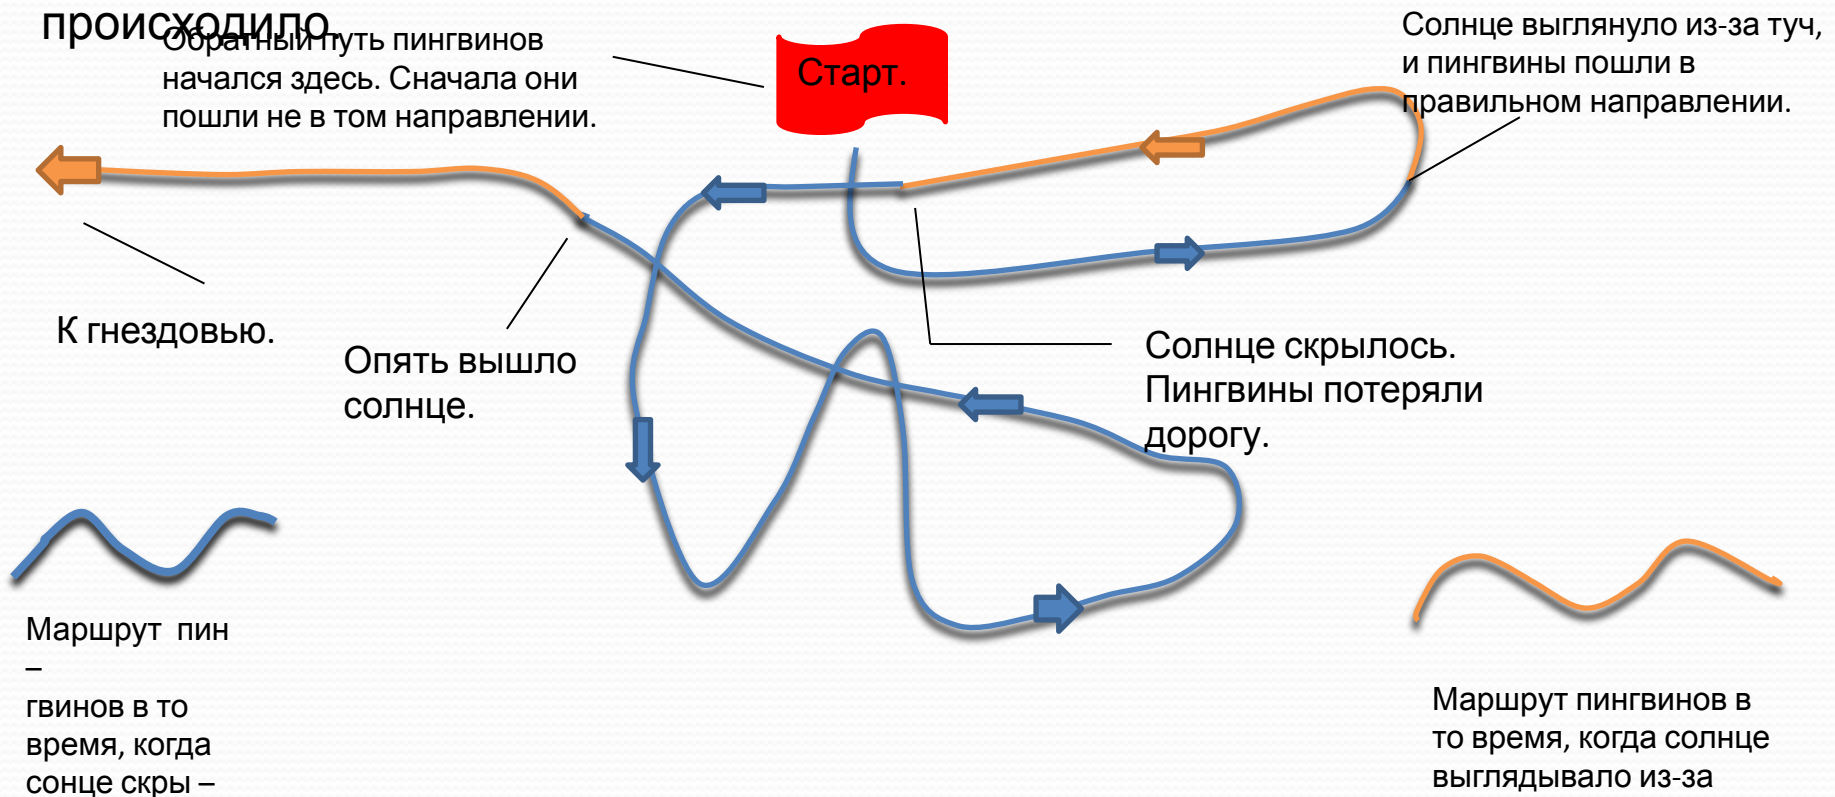 происходило.
Обратный путь пингвинов
начался здесь. Сначала они
пошли не в том направлении.
Старт.
Солнце выглянуло из-за туч,
и пингвины пошли в
правильном направлении.
К гнездовью.
Опять вышло
солнце.
Солнце скрылось.
Пингвины потеряли
дорогу.
Маршрут пин
–
гвинов в то
время, когда
сонце скры –
Маршрут пингвинов в
то время, когда солнце
выглядывало из-за